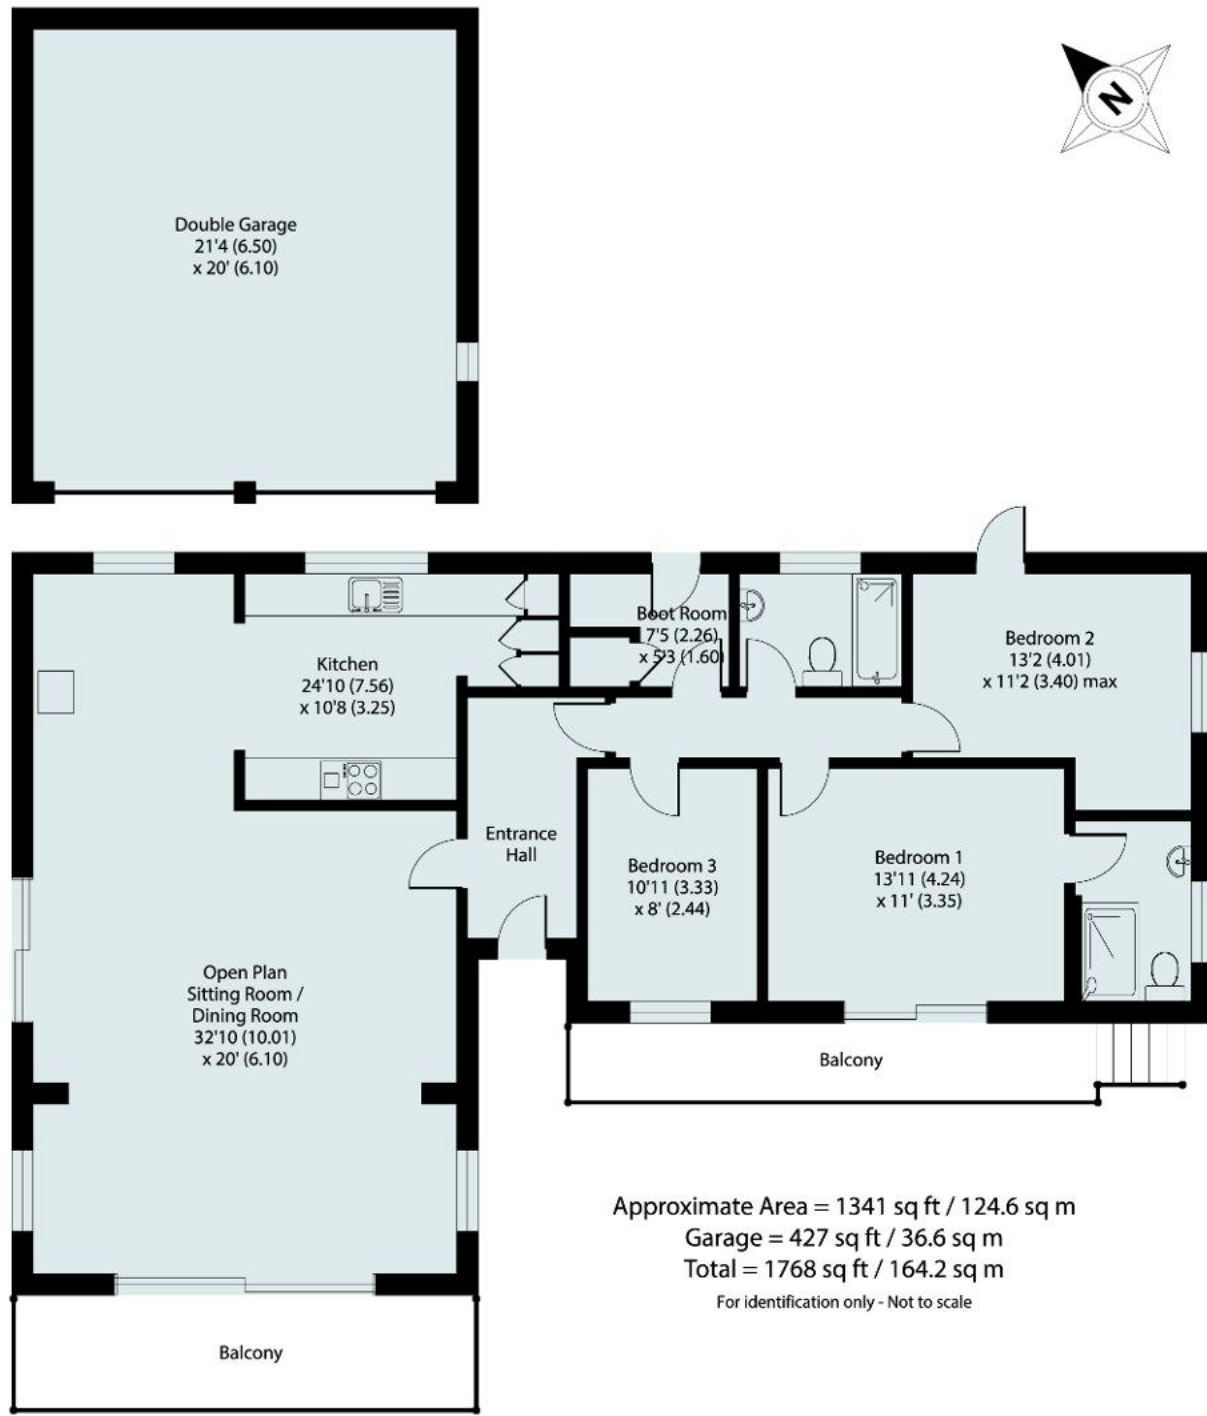 N
Double Garage
21'4 (6.50)
x 20' (6.10)
Boot Room
7'5 (2.26)
x 5'3 (1.60)
Bedroom 2
13'2 (4.01)
x 11'2 (3.40) max
Kitchen
24'10 (7.56)
x 10'8 (3.25)
Entrance
Hall
Bedroom 3
10'11 (3.33)
x 8' (2.44)
Bedroom 1
13'11 (4.24)
x 11' (3.35)
Open Plan
Sitting Room /
Dining Room
32'10 (10.01)
x 20' (6.10)
Balcony
Approximate Area = 1341 sq ft / 124.6 sq m
Garage = 427 sq ft / 36.6 sq m
Total = 1768 sq ft / 164.2 sq m
For identification only - Not to scale
Balcony